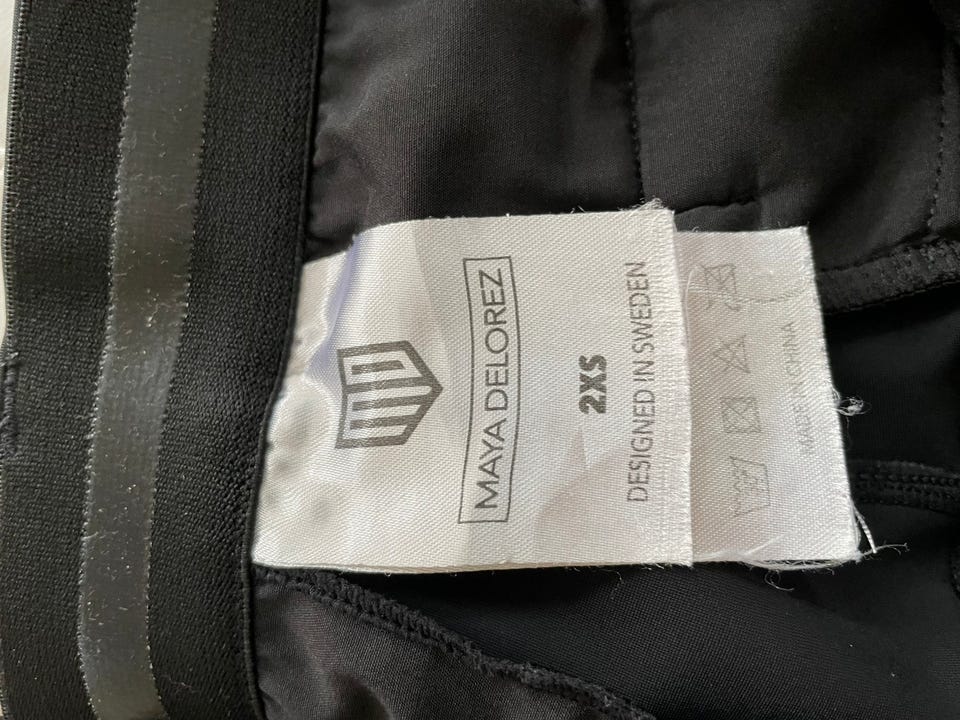 MAYA DELOREZ
2XS
DESIGNED IN SWEDEN
MADE IN CHINA